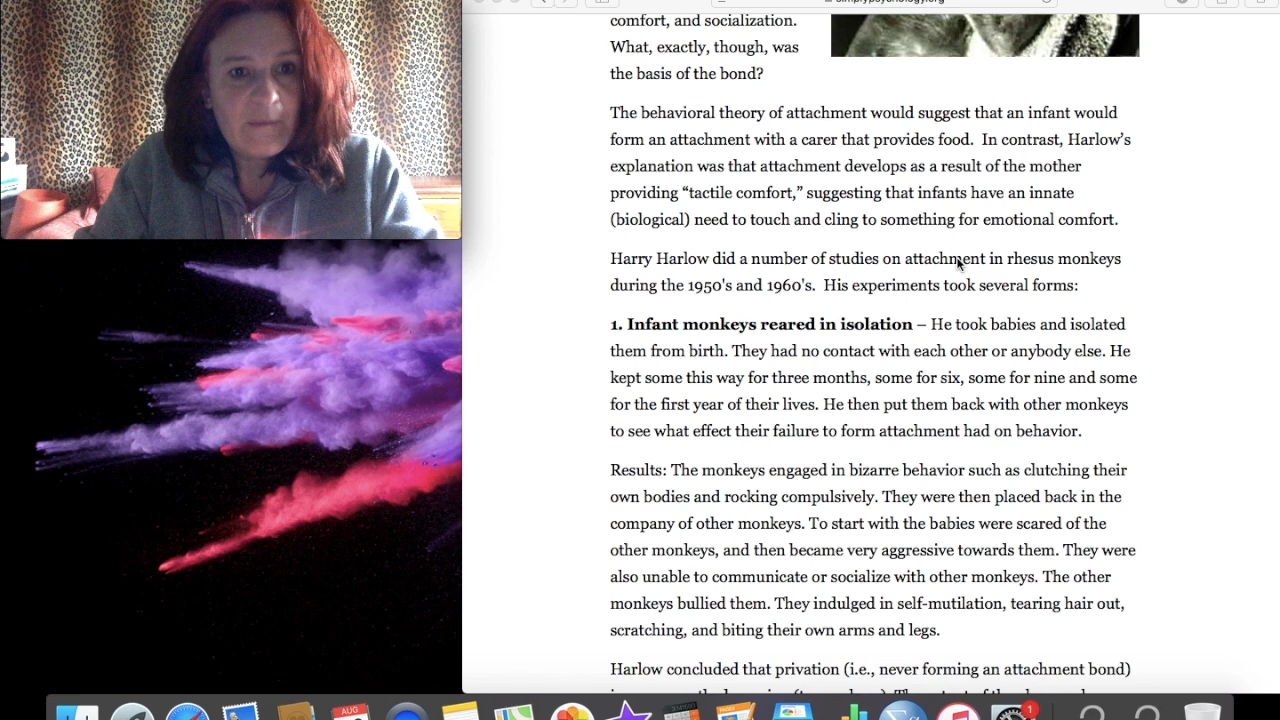 simplypsychology.org
comfort, and socialization.
What, exactly, though, was
the basis of the bond?
The behavioral theory of attachment would suggest that an infant would
form an attachment with a carer that provides food.  In contrast, Harlow’s
explanation was that attachment develops as a result of the mother
providing “tactile comfort,” suggesting that infants have an innate
(biological) need to touch and cling to something for emotional comfort.
Harry Harlow did a number of studies on attachment in rhesus monkeys
during the 1950's and 1960's.  His experiments took several forms:
1. Infant monkeys reared in isolation – He took babies and isolated
them from birth. They had no contact with each other or anybody else. He
kept some this way for three months, some for six, some for nine and some
for the first year of their lives. He then put them back with other monkeys
to see what effect their failure to form attachment had on behavior.
Results: The monkeys engaged in bizarre behavior such as clutching their
own bodies and rocking compulsively. They were then placed back in the
company of other monkeys. To start with the babies were scared of the
other monkeys, and then became very aggressive towards them. They were
also unable to communicate or socialize with other monkeys. The other
monkeys bullied them. They indulged in self-mutilation, tearing hair out,
scratching, and biting their own arms and legs.
Harlow concluded that privation (i.e., never forming an attachment bond)
AUG
1